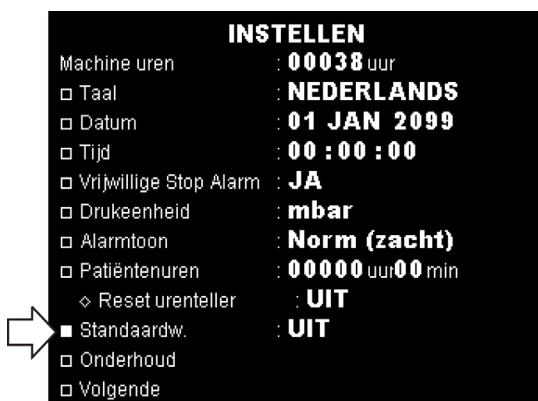 INSTELLEN
Machine uren : 00038 uur
Taal : NEDERLANDS
Datum : 01 JAN 2099
Tijd : 00 : 00 : 00
Vrijwillige Stop Alarm : JA
Drukeenheid : mbar
Alarmtoon : Norm (zacht)
Patiëntenuren : 00000 uur 00 min
Reset urenteller : UIT
Standaardw. : UIT
Onderhoud
Volgende